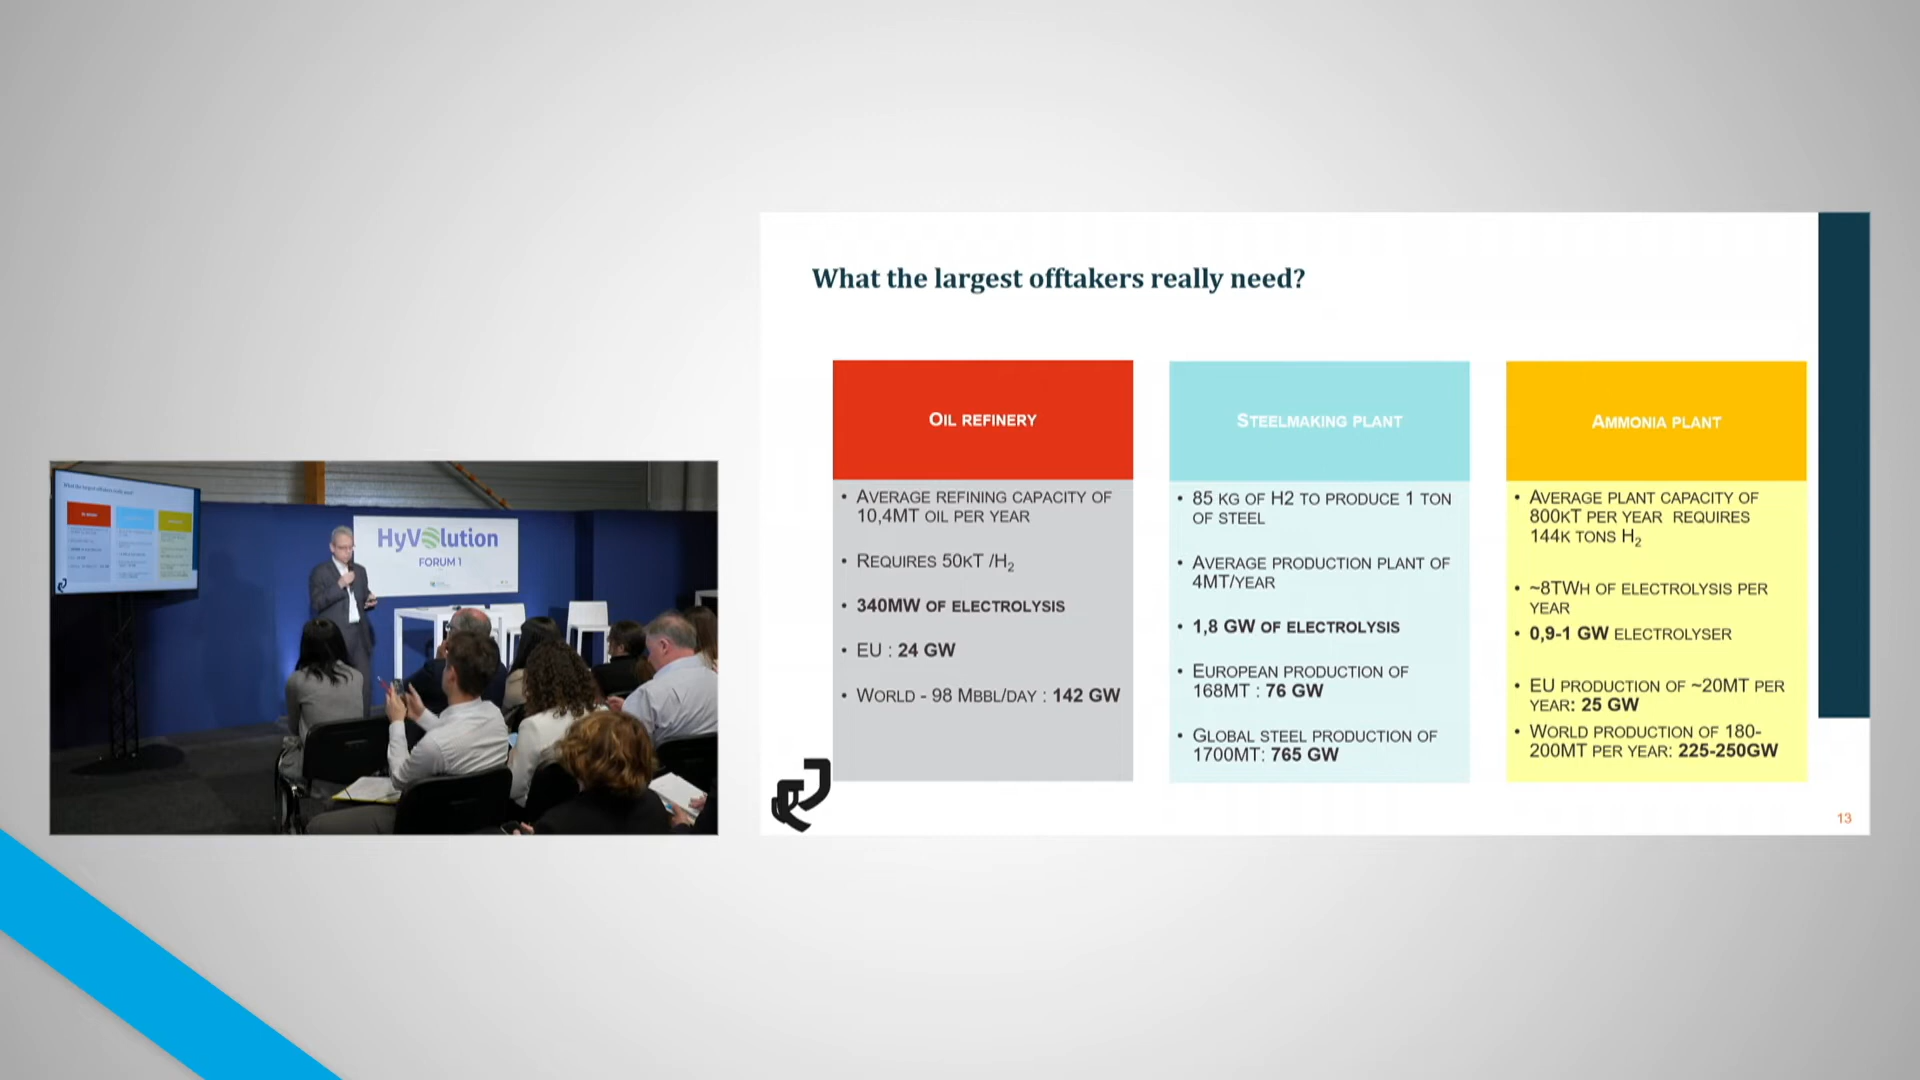 What the largest offtakers really need?
OIL REFINERY
• AVERAGE REFINING CAPACITY OF
10,4MT OIL PER YEAR
• REQUIRES 50KT /H₂
• 340MW OF ELECTROLYSIS
• EU : 24 GW
• WORLD - 98 MBBL/DAY : 142 GW
STEELMAKING PLANT
• 85 KG OF H2 TO PRODUCE 1 TON
OF STEEL
• AVERAGE PRODUCTION PLANT OF
4MT/YEAR
• 1,8 GW OF ELECTROLYSIS
• EUROPEAN PRODUCTION OF
168MT : 76 GW
• GLOBAL STEEL PRODUCTION OF
1700MT: 765 GW
AMMONIA PLANT
• AVERAGE PLANT CAPACITY OF
800KT PER YEAR REQUIRES
144K TONS H₂
• ~8TWH OF ELECTROLYSIS PER
YEAR
• 0,9-1 GW ELECTROLYSER
• EU PRODUCTION OF ~20MT PER
YEAR: 25 GW
• WORLD PRODUCTION OF 180-
200MT PER YEAR: 225-250GW
13
HyVolution
FORUM 1